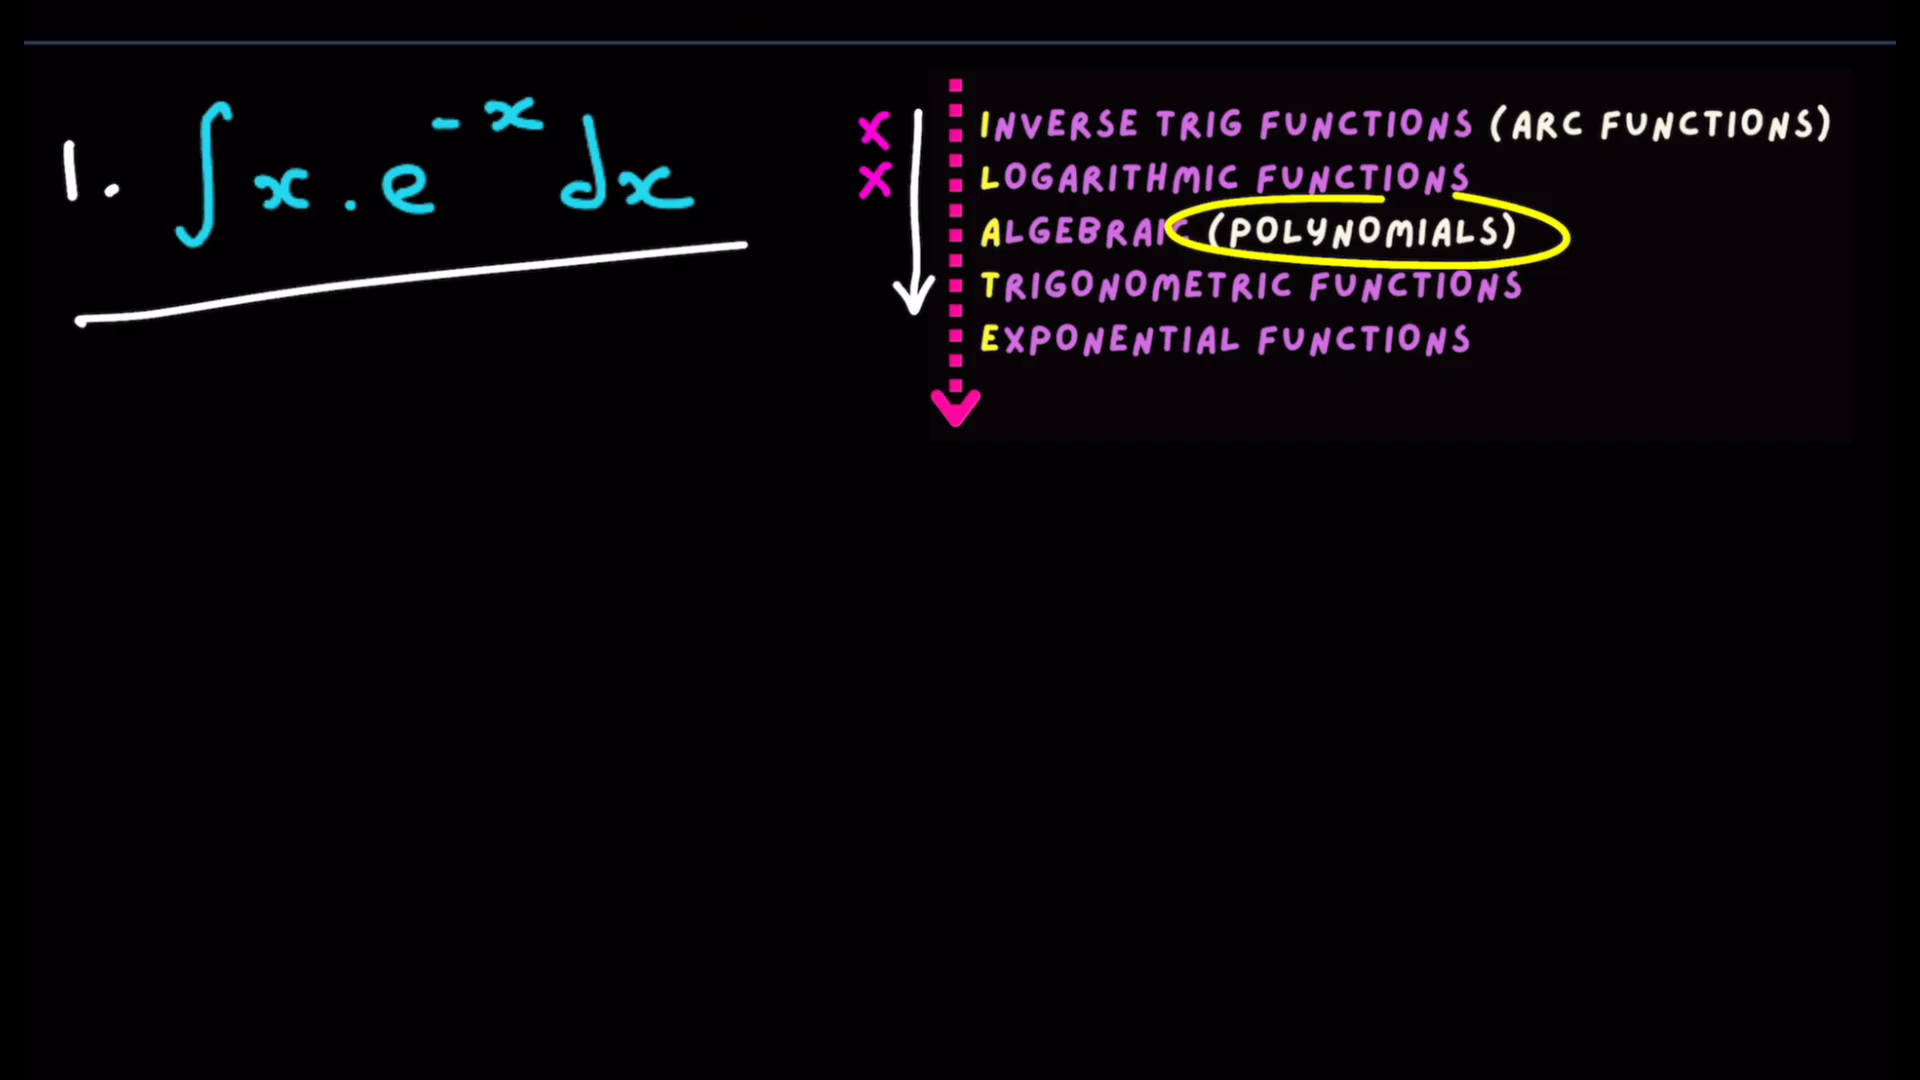 1. ∫ x . e^{-x} dx
X INVERSE TRIG FUNCTIONS (ARC FUNCTIONS)
X LOGARITHMIC FUNCTIONS
ALGEBRAIC (POLYNOMIALS)
TRIGONOMETRIC FUNCTIONS
EXPONENTIAL FUNCTIONS